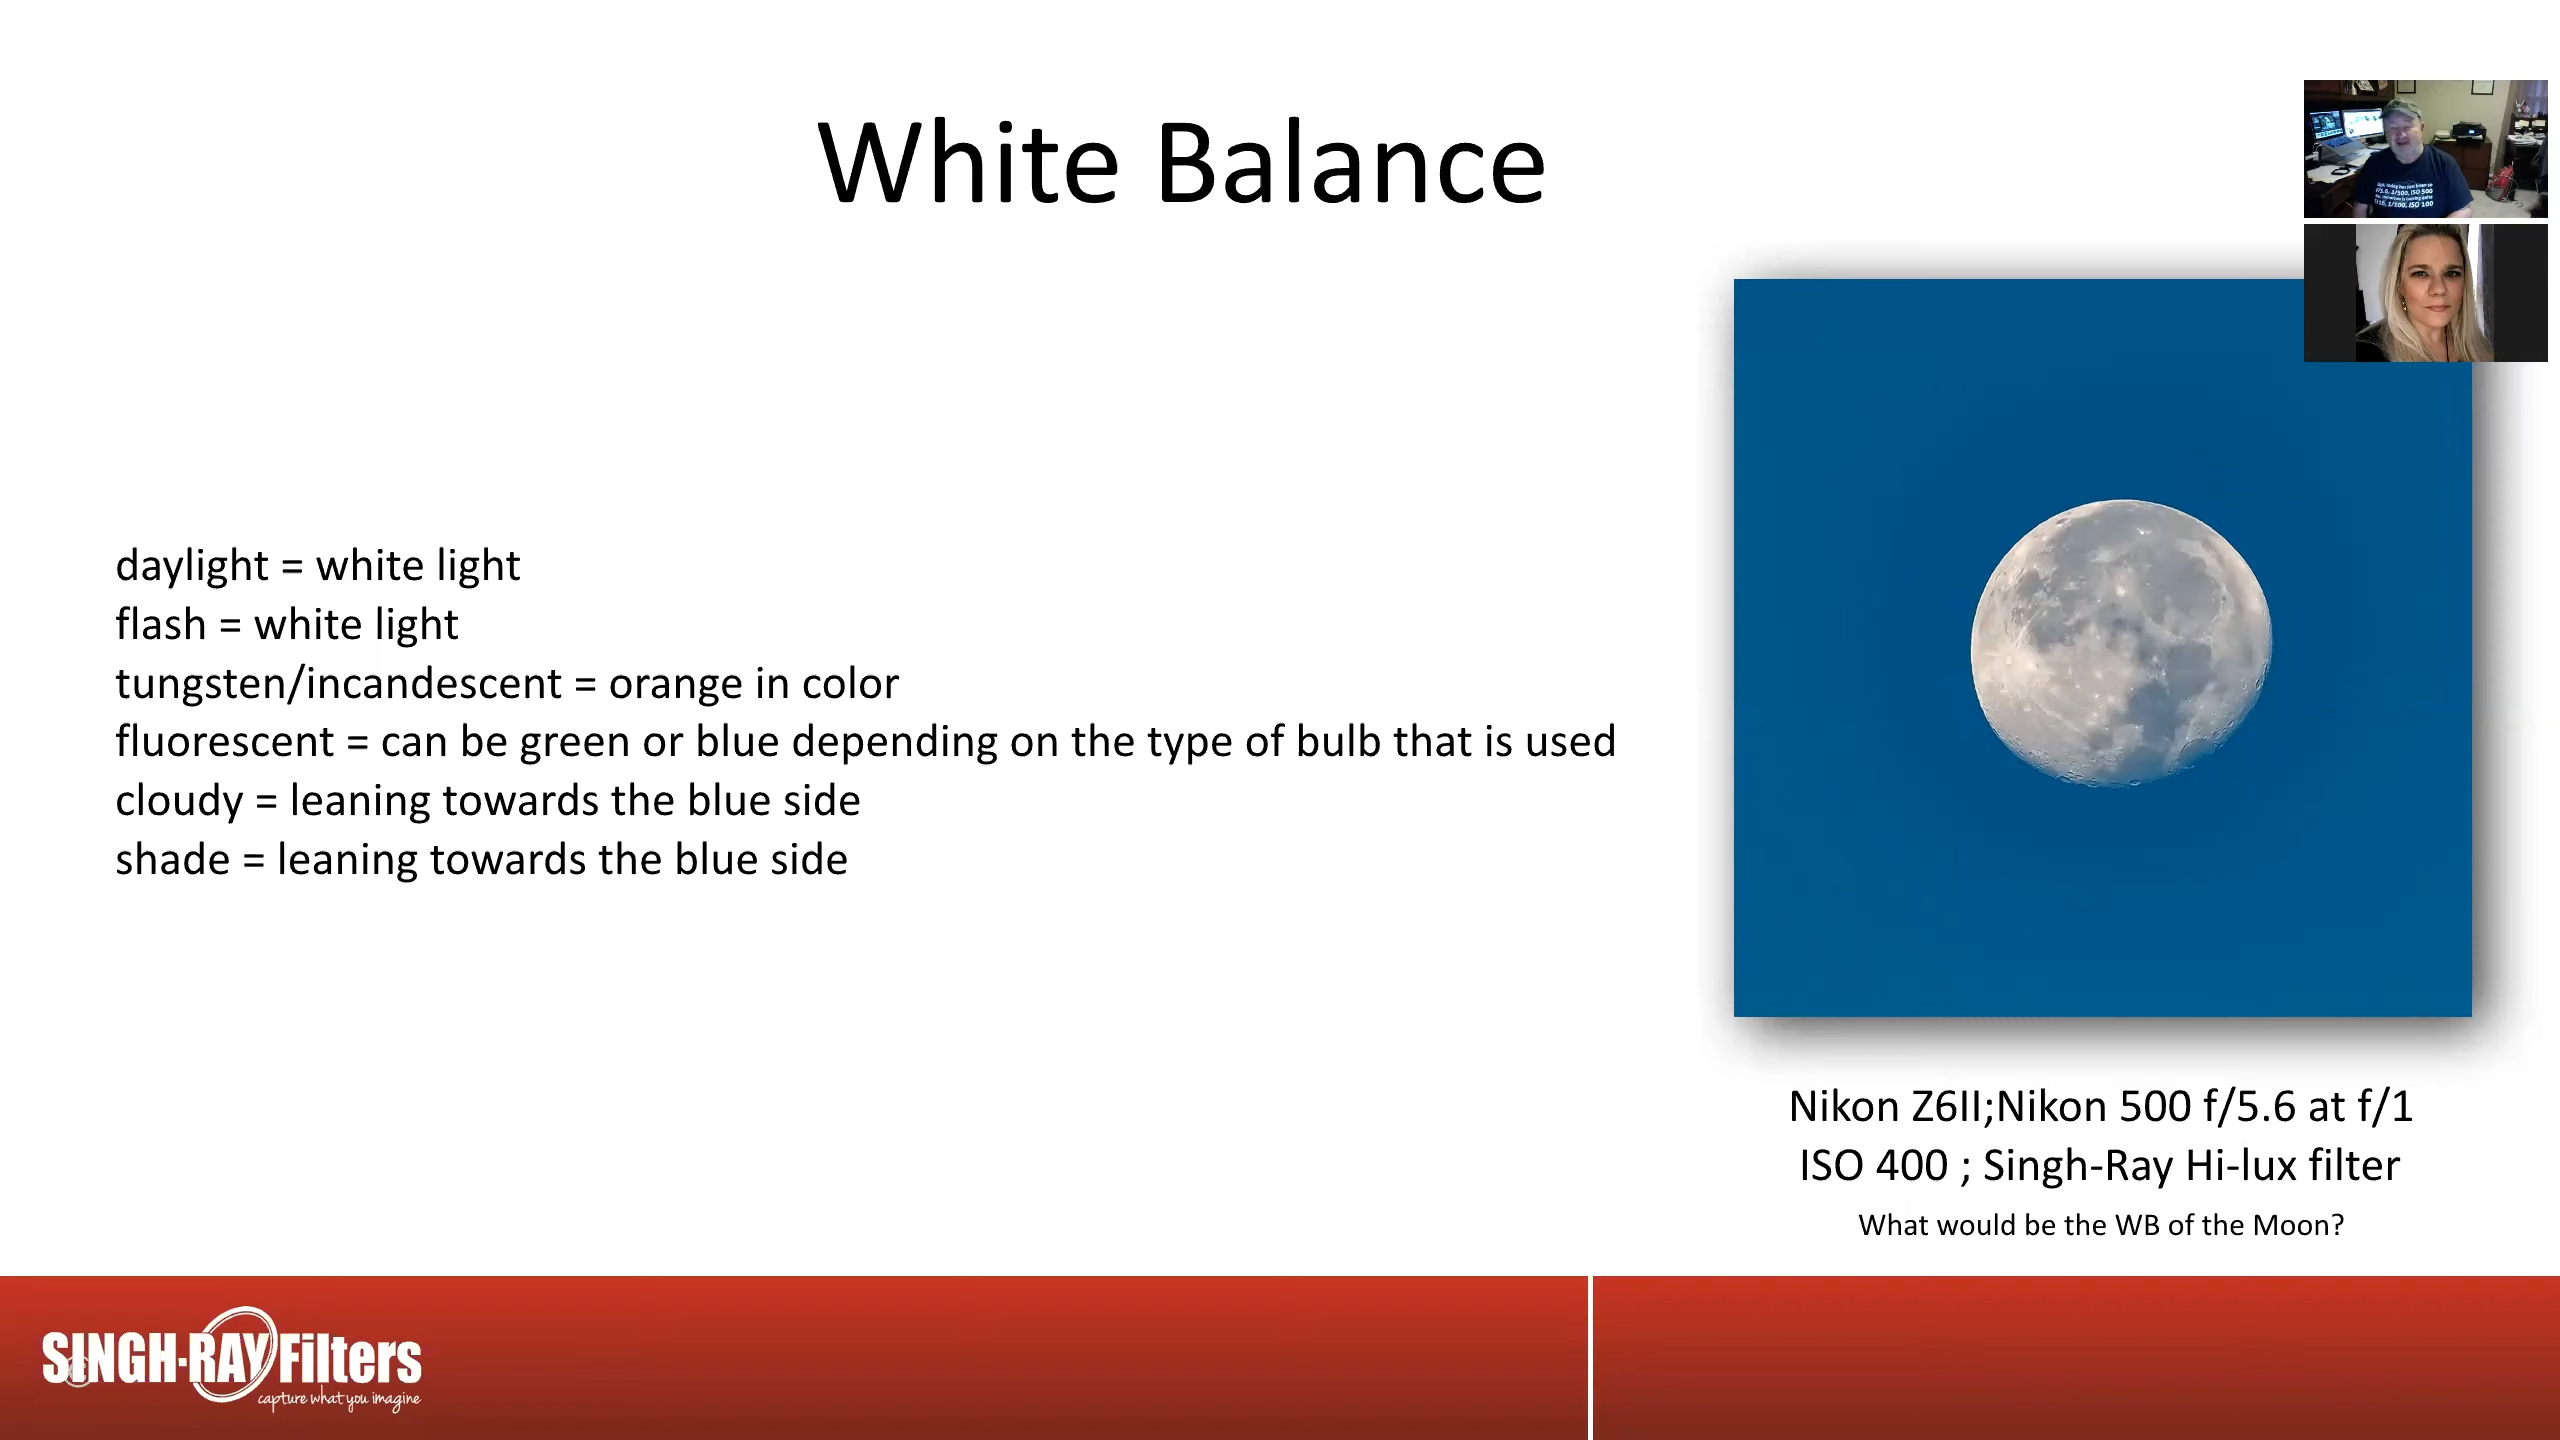 White Balance
daylight = white light
flash = white light
tungsten/incandescent = orange in color
fluorescent = can be green or blue depending on the type of bulb that is used
cloudy = leaning towards the blue side
shade = leaning towards the blue side
Nikon Z6II;Nikon 500 f/5.6 at f/1
ISO 400 ; Singh-Ray Hi-lux filter
What would be the WB of the Moon?
SINGH-RAY Filters
capture what you imagine